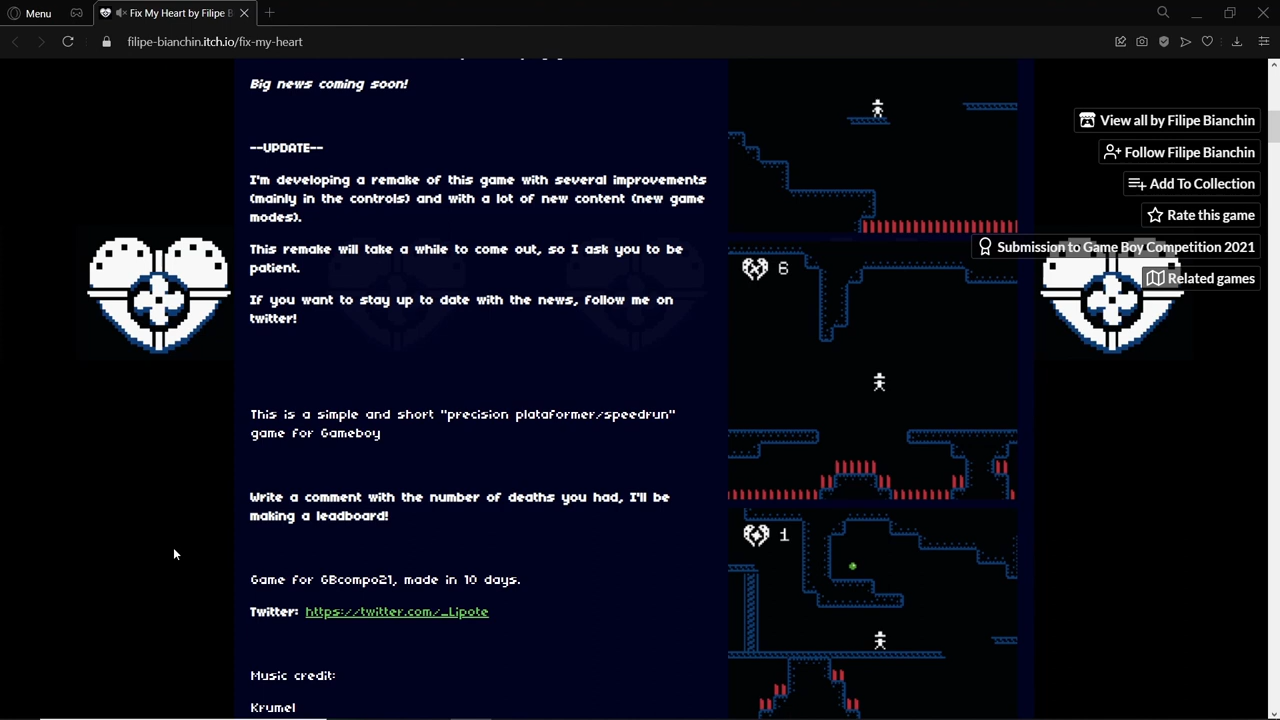 Menu
Fix My Heart by Filipe B
filipe-bianchin.itch.io/fix-my-heart
Big news coming soon!
--UPDATE--
I'm developing a remake of this game with several improvements
(mainly in the controls) and with a lot of new content (new game
modes).
This remake will take a while to come out, so I ask you to be
patient.
If you want to stay up to date with the news, follow me on
twitter!
This is a simple and short "precision plataformer/speedrun"
game for Gameboy
Write a comment with the number of deaths you had, I'll be
making a leadboard!
Game for GBcompo21, made in 10 days.
Twitter: https://twitter.com/_Lipote
Music credit:
Krumel
6
1
View all by Filipe Bianchin
Follow Filipe Bianchin
Add To Collection
Rate this game
Submission to Game Boy Competition 2021
Related games